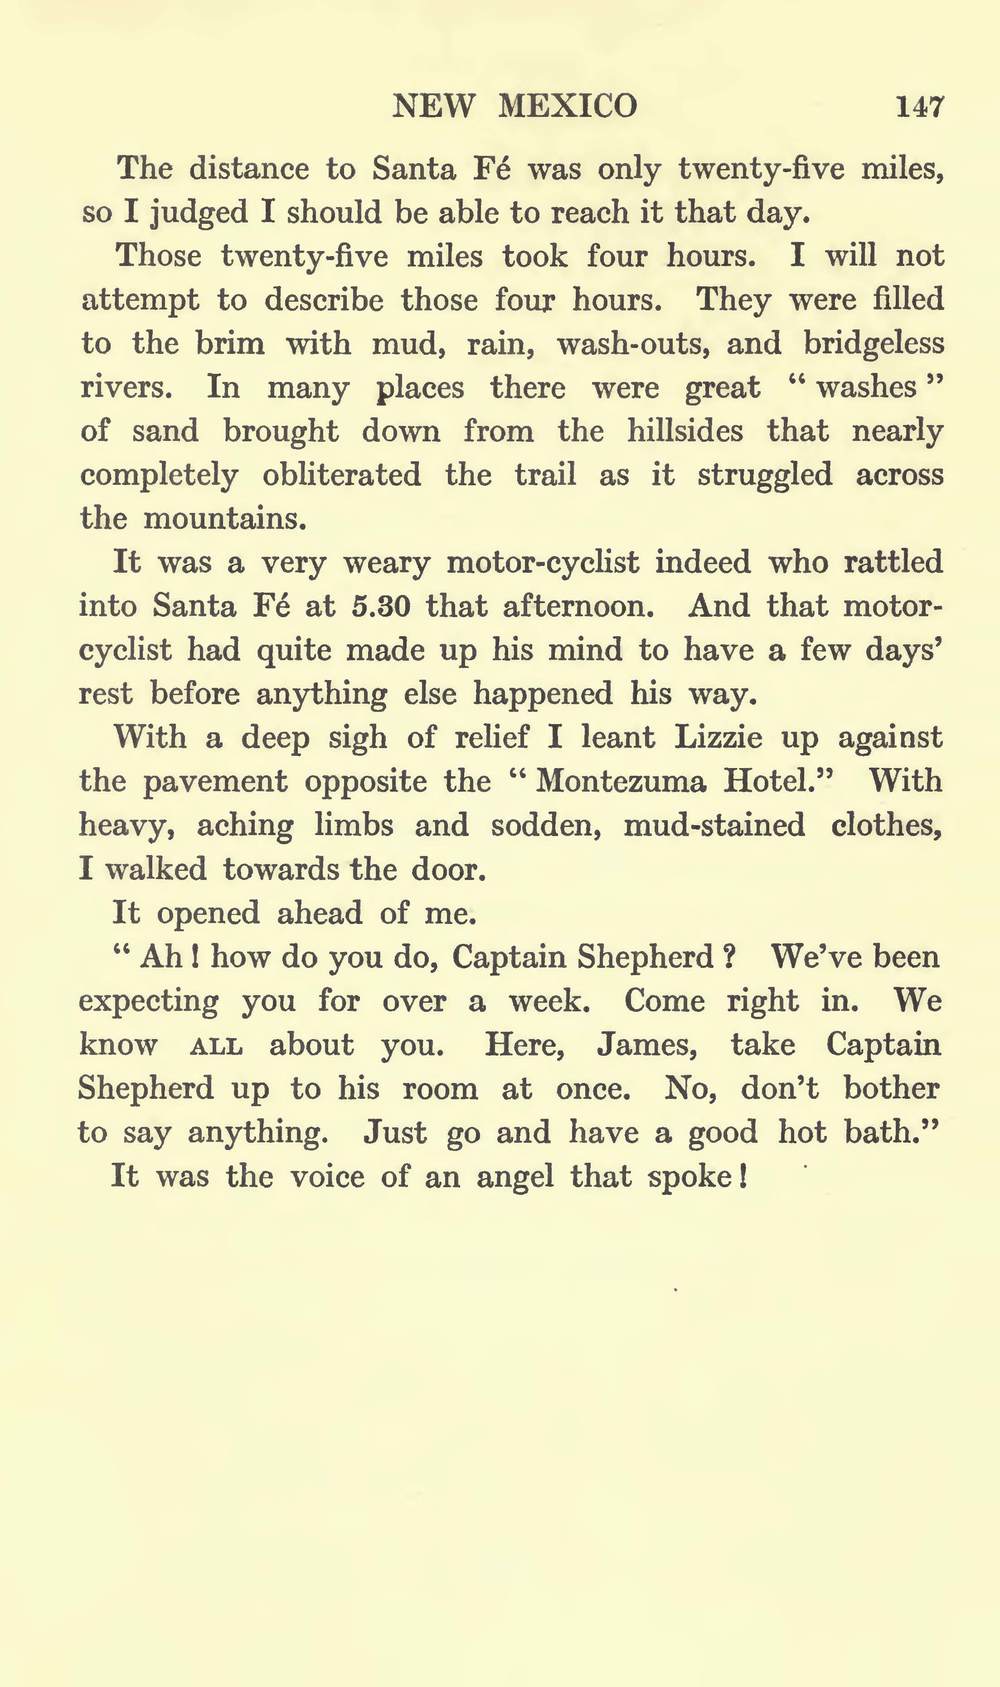 NEW MEXICO 147
The distance to Santa Fé was only twenty-five miles,
so I judged I should be able to reach it that day.
Those twenty-five miles took four hours. I will not
attempt to describe those four hours. They were filled
to the brim with mud, rain, wash-outs, and bridgeless
rivers. In many places there were great “ washes ”
of sand brought down from the hillsides that nearly
completely obliterated the trail as it struggled across
the mountains.
It was a very weary motor-cyclist indeed who rattled
into Santa Fé at 5.30 that afternoon. And that motor-
cyclist had quite made up his mind to have a few days’
rest before anything else happened his way.
With a deep sigh of relief I leant Lizzie up against
the pavement opposite the “ Montezuma Hotel.” With
heavy, aching limbs and sodden, mud-stained clothes,
I walked towards the door.
It opened ahead of me.
“ Ah ! how do you do, Captain Shepherd ? We’ve been
expecting you for over a week. Come right in. We
know ALL about you. Here, James, take Captain
Shepherd up to his room at once. No, don’t bother
to say anything. Just go and have a good hot bath.”
It was the voice of an angel that spoke !